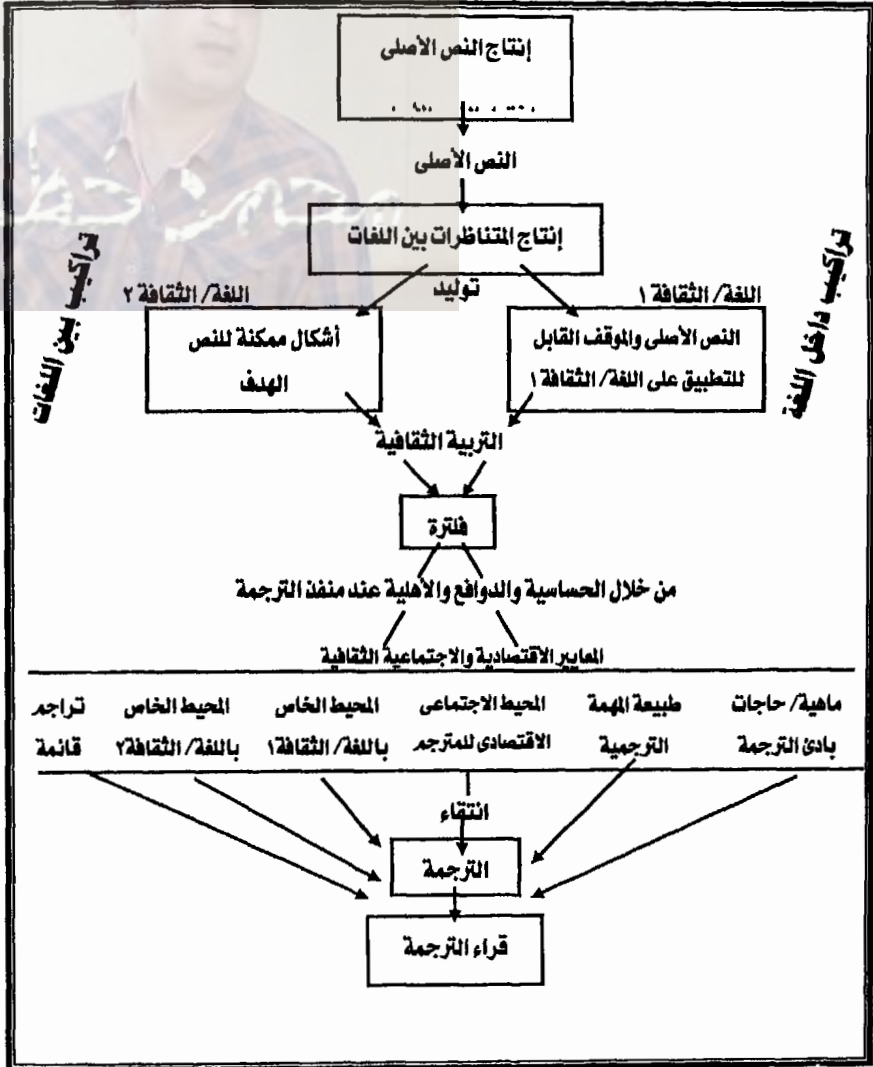 إنتاج النص الأصلى
النص الأصلى
إنتاج المتناظرات بين اللغات
توليد
اللغة/ الثقافة ١
اللغة/ الثقافة ٢
تراكيب داخل اللغة
تراكيب بين اللغات
النص الأصلى والموقف القابل
للتطبيق على اللغة/ الثقافة ١
أشكال ممكنة للنص
الهدف
التربية الثقافية
فلترة
من خلال الحساسية والدوافع والأهلية عند منفذ الترجمة
المعايير الاقتصادية والاجتماعية الثقافية
ماهية/ حاجات
بادئ الترجمة
طبيعة المهمة
الترجمية
المحيط الاجتماعى
الاقتصادى للمترجم
المحيط الخاص
باللغة/ الثقافة١
المحيط الخاص
باللغة/ الثقافة٢
تراجم
قائمة
انتقاء
الترجمة
قراء الترجمة